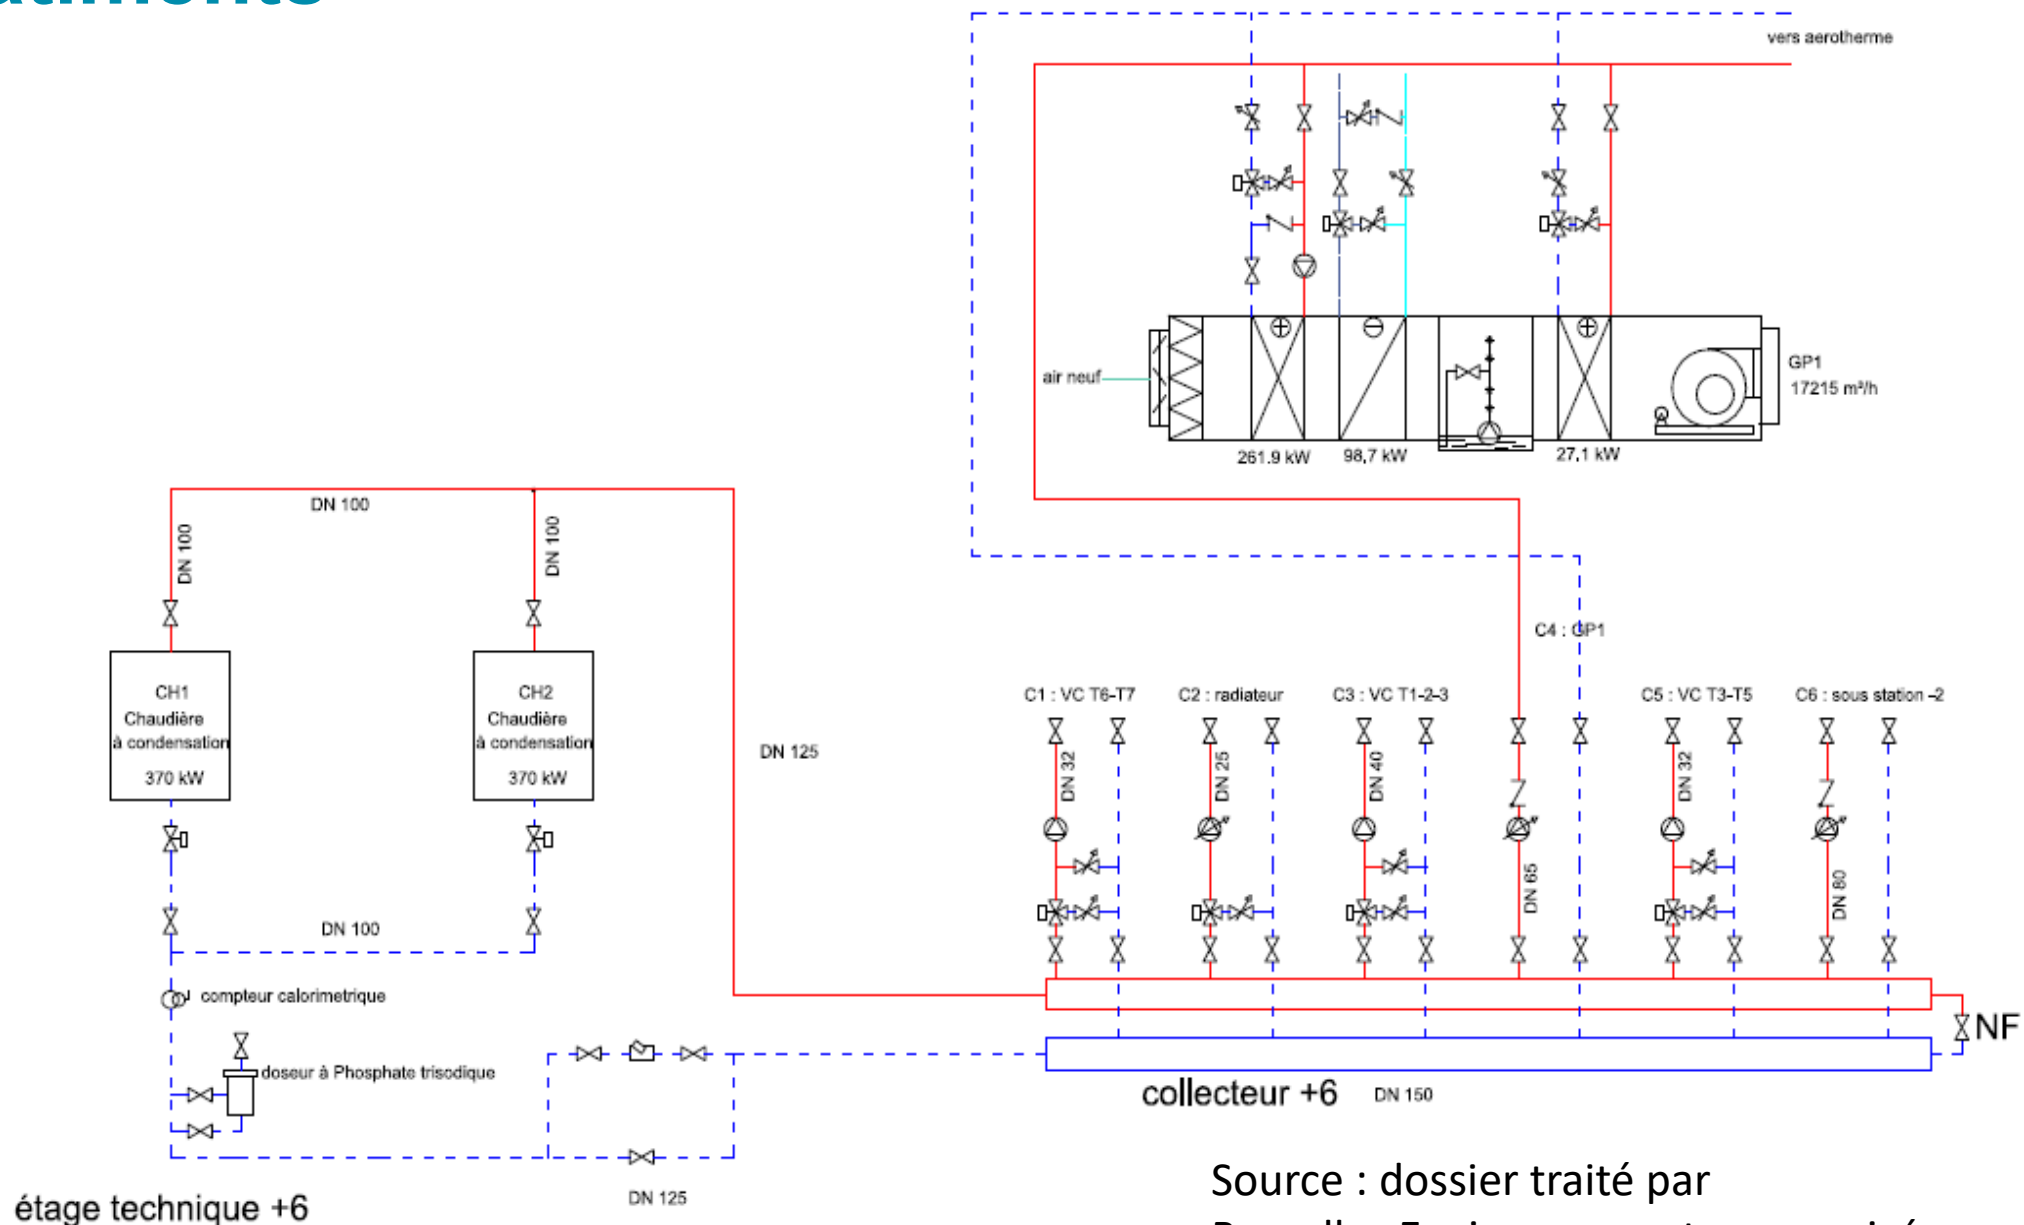 vers aerotherme
air neuf
GP1
17215 m³/h
261.9 kW
98,7 kW
27,1 kW
DN 100
DN 100
DN 100
CH1
Chaudière
à condensation
370 kW
CH2
Chaudière
à condensation
370 kW
DN 125
C4 : GP1
C1 : VC T6-T7
C2 : radiateur
C3 : VC T1-2-3
C5 : VC T3-T5
C6 : sous station -2
DN 32
DN 25
DN 40
DN 32
DN 65
DN 80
DN 100
compteur calorimetrique
doseur à Phosphate trisodique
NF
collecteur +6
DN 150
DN 125
étage technique +6
Source : dossier traité par